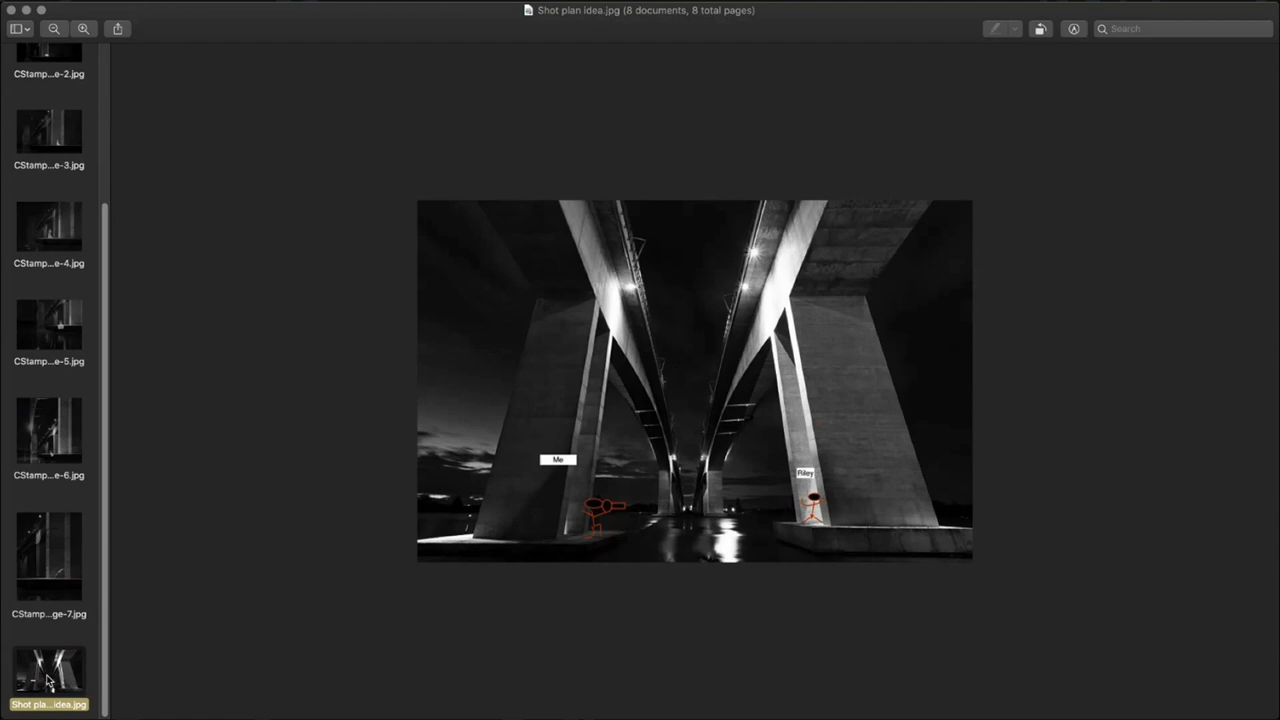 Shot plan idea.jpg (8 documents, 8 total pages)
Search
CStamp...e-2.jpg
CStamp...e-3.jpg
CStamp...e-4.jpg
CStamp...e-5.jpg
CStamp...e-6.jpg
CStamp...ge-7.jpg
Shot pla...idea.jpg
Me
Riley